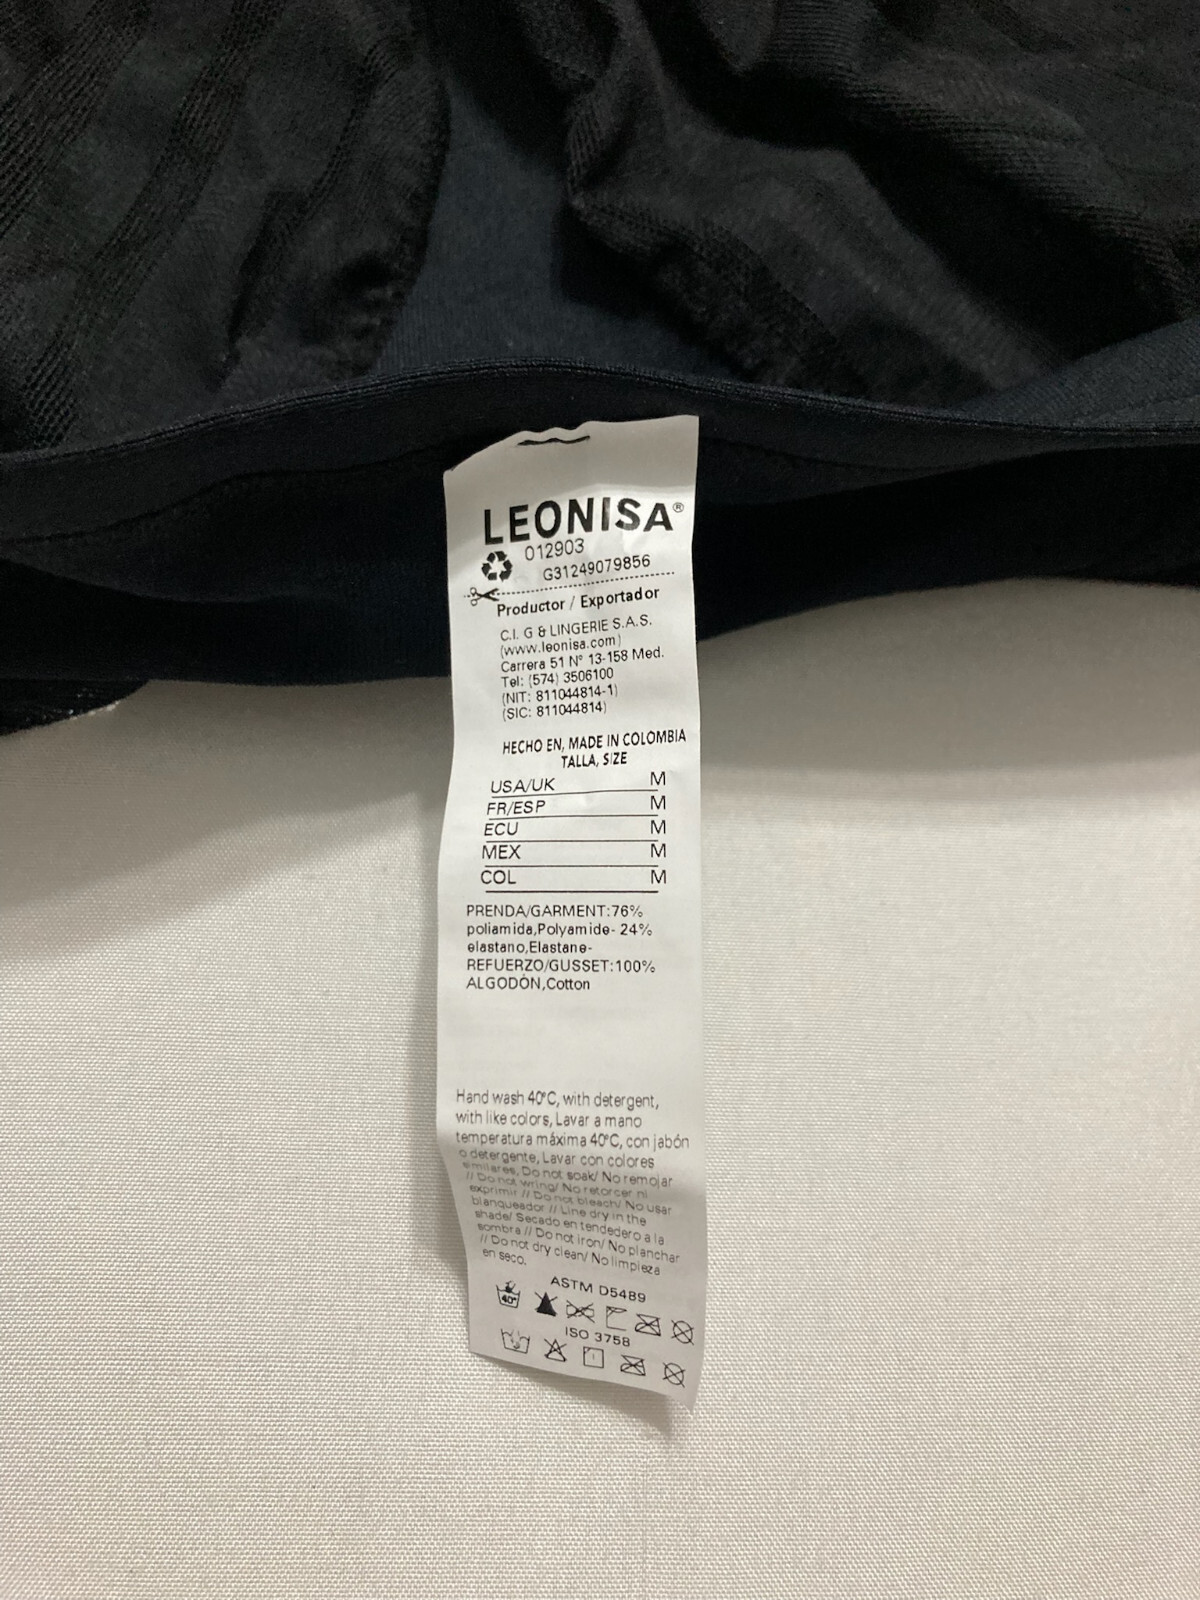 LEONISA®
012903
G31249079856
Productor / Exportador
C.I. G & LINGERIE S.A.S.
(www.leonisa.com)
Carrera 51 N° 13-158 Med.
Tel: (574) 3506100
(NIT: 811044814-1)
(SIC: 811044814)
HECHO EN, MADE IN COLOMBIA
TALLA, SIZE
USA/UK M
FR/ESP M
ECU M
MEX M
COL M
PRENDA/GARMENT:76%
poliamida,Polyamide- 24%
elastano,Elastane-
REFUERZO/GUSSET:100%
ALGODÓN,Cotton
Hand wash 40°C, with detergent,
with like colors, Lavar a mano
temperatura máxima 40°C, con jabón
o detergente, Lavar con colores
similares, Do not soak/ No remojar
// Do not wring/ No retorcer ni
exprimir // Do not bleach/ No usar
blanqueador // Line dry in the
shade/ Secado en tendedero a la
sombra // Do not iron/ No planchar
// Do not dry clean/ No limpieza
en seco.
ASTM D5489
40°
ISO 3758